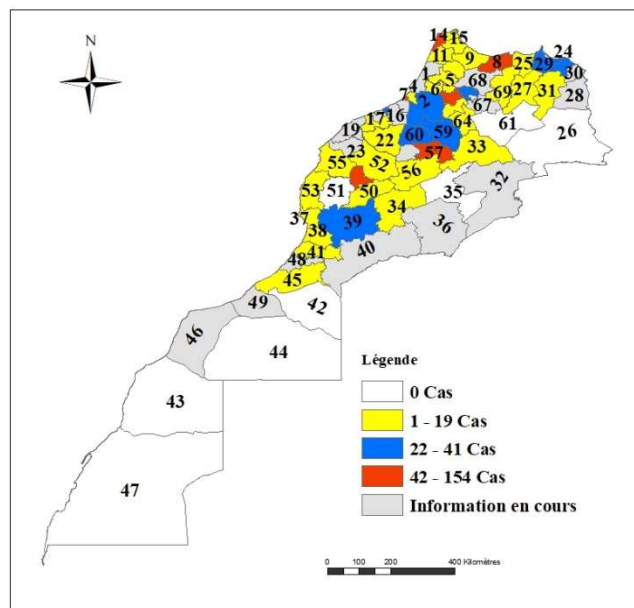 N
14 15
11 9 8 24
1 5 68 25 29
7 4 6 69 27 31 30
17 16 2 67 28
19 22 60 59 64 61 26
23 57 33
55 52 56
53 51 50 35 32
37 34
38 39 36
48 41 40
45
49 42
46
44
43
47
Légende
0 Cas
1 - 19 Cas
22 - 41 Cas
42 - 154 Cas
Information en cours
0 50 100 200 400 Kilomètres